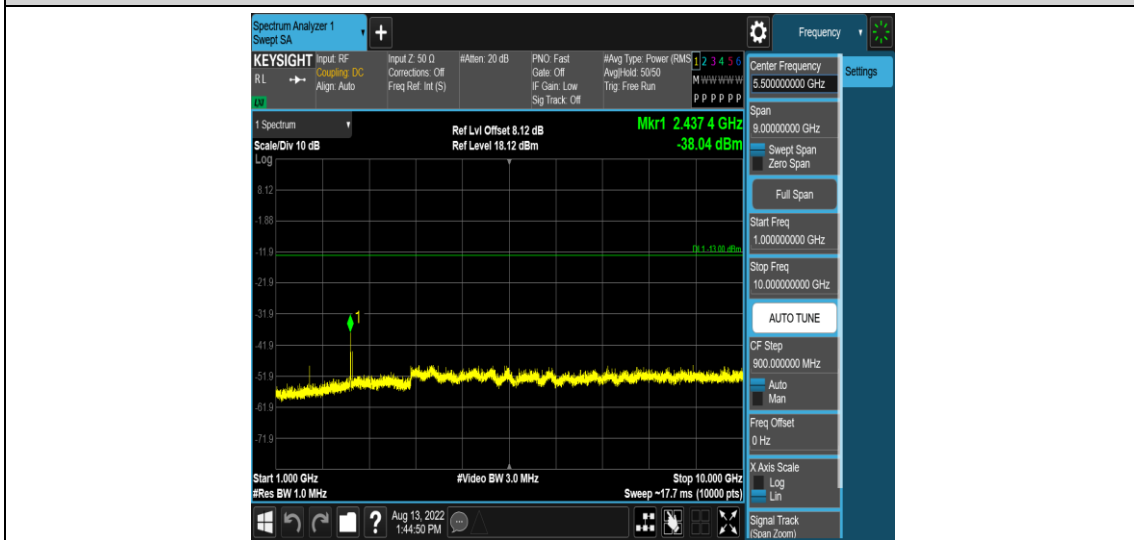 Spectrum Analyzer 1
Swept SA
+
Frequency
KEYSIGHT
RL
LXI
Input: RF
Coupling: DC
Align: Auto
Input Z: 50 Ω
Corrections: Off
Freq Ref: Int (S)
#Atten: 20 dB
PNO: Fast
Gate: Off
IF Gain: Low
Sig Track: Off
#Avg Type: Power (RMS
Avg|Hold: 50/50
Trig: Free Run
1 2 3 4 5 6
M W W W W W
P P P P P P
1 Spectrum
Scale/Div 10 dB
Log
Ref Lvl Offset 8.12 dB
Ref Level 18.12 dBm
Mkr1 2.437 4 GHz
-38.04 dBm
8.12
-1.88
-11.9
DL1 -13.00 dBm
-21.9
-31.9
1
-41.9
-51.9
-61.9
-71.9
Start 1.000 GHz
#Res BW 1.0 MHz
#Video BW 3.0 MHz
Stop 10.000 GHz
Sweep ~17.7 ms (10000 pts)
?
Aug 13, 2022
1:44:50 PM
Center Frequency
5.500000000 GHz
Settings
Span
9.00000000 GHz
Swept Span
Zero Span
Full Span
Start Freq
1.000000000 GHz
Stop Freq
10.000000000 GHz
AUTO TUNE
CF Step
900.000000 MHz
Auto
Man
Freq Offset
0 Hz
X Axis Scale
Log
Lin
Signal Track
(Span Zoom)